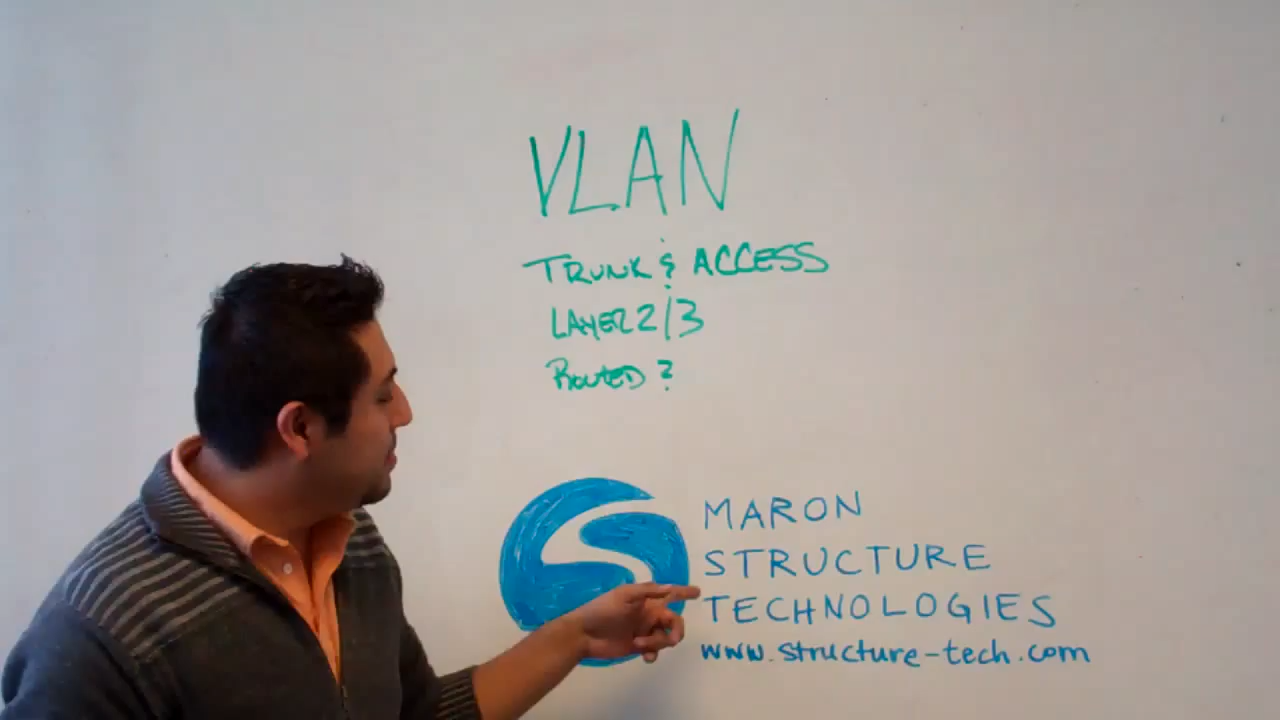 VLAN
TRUNK & ACCESS
LAYER 2/3
ROUTED?
MARON
STRUCTURE
TECHNOLOGIES
www.structure-tech.com